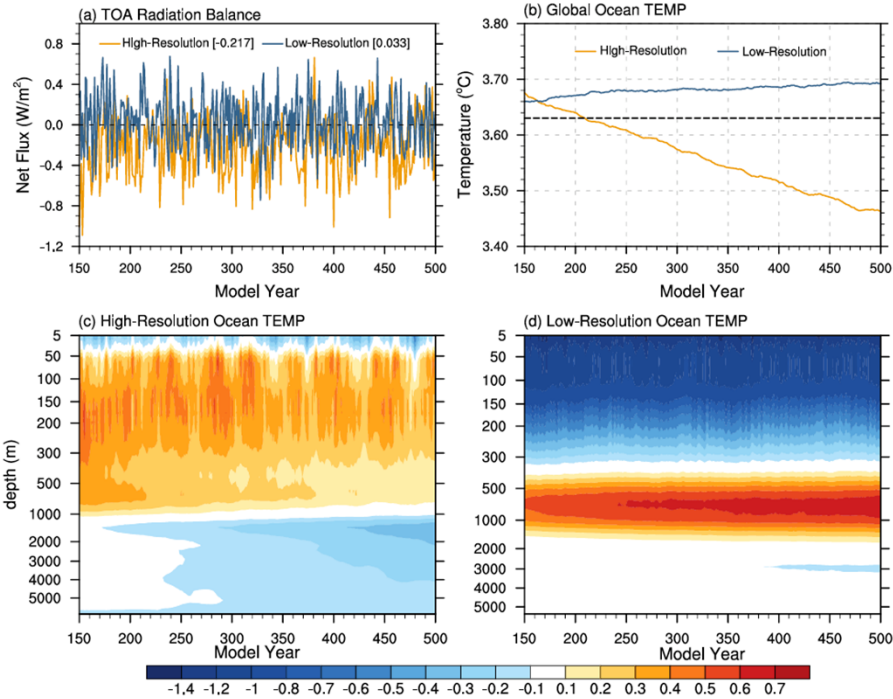 (a) TOA Radiation Balance
High-Resolution [-0.217] Low-Resolution [0.033]
Net Flux (W/m²)
0.8
0.4
0.0
-0.4
-0.8
-1.2
150 200 250 300 350 400 450 500
Model Year
(b) Global Ocean TEMP
High-Resolution Low-Resolution
Temperature (°C)
3.80
3.70
3.60
3.50
3.40
150 200 250 300 350 400 450 500
Model Year
(c) High-Resolution Ocean TEMP
depth (m)
5
50
100
150
200
300
500
1000
2000
3000
4000
5000
150 200 250 300 350 400 450 500
Model Year
(d) Low-Resolution Ocean TEMP
5
50
100
150
200
300
500
1000
2000
3000
4000
5000
150 200 250 300 350 400 450 500
Model Year
-1.4 -1.2 -1 -0.7 -0.5 -0.4 -0.3 -0.2 -0.1 0.1 0.2 0.3 0.4 0.5 0.6 0.7